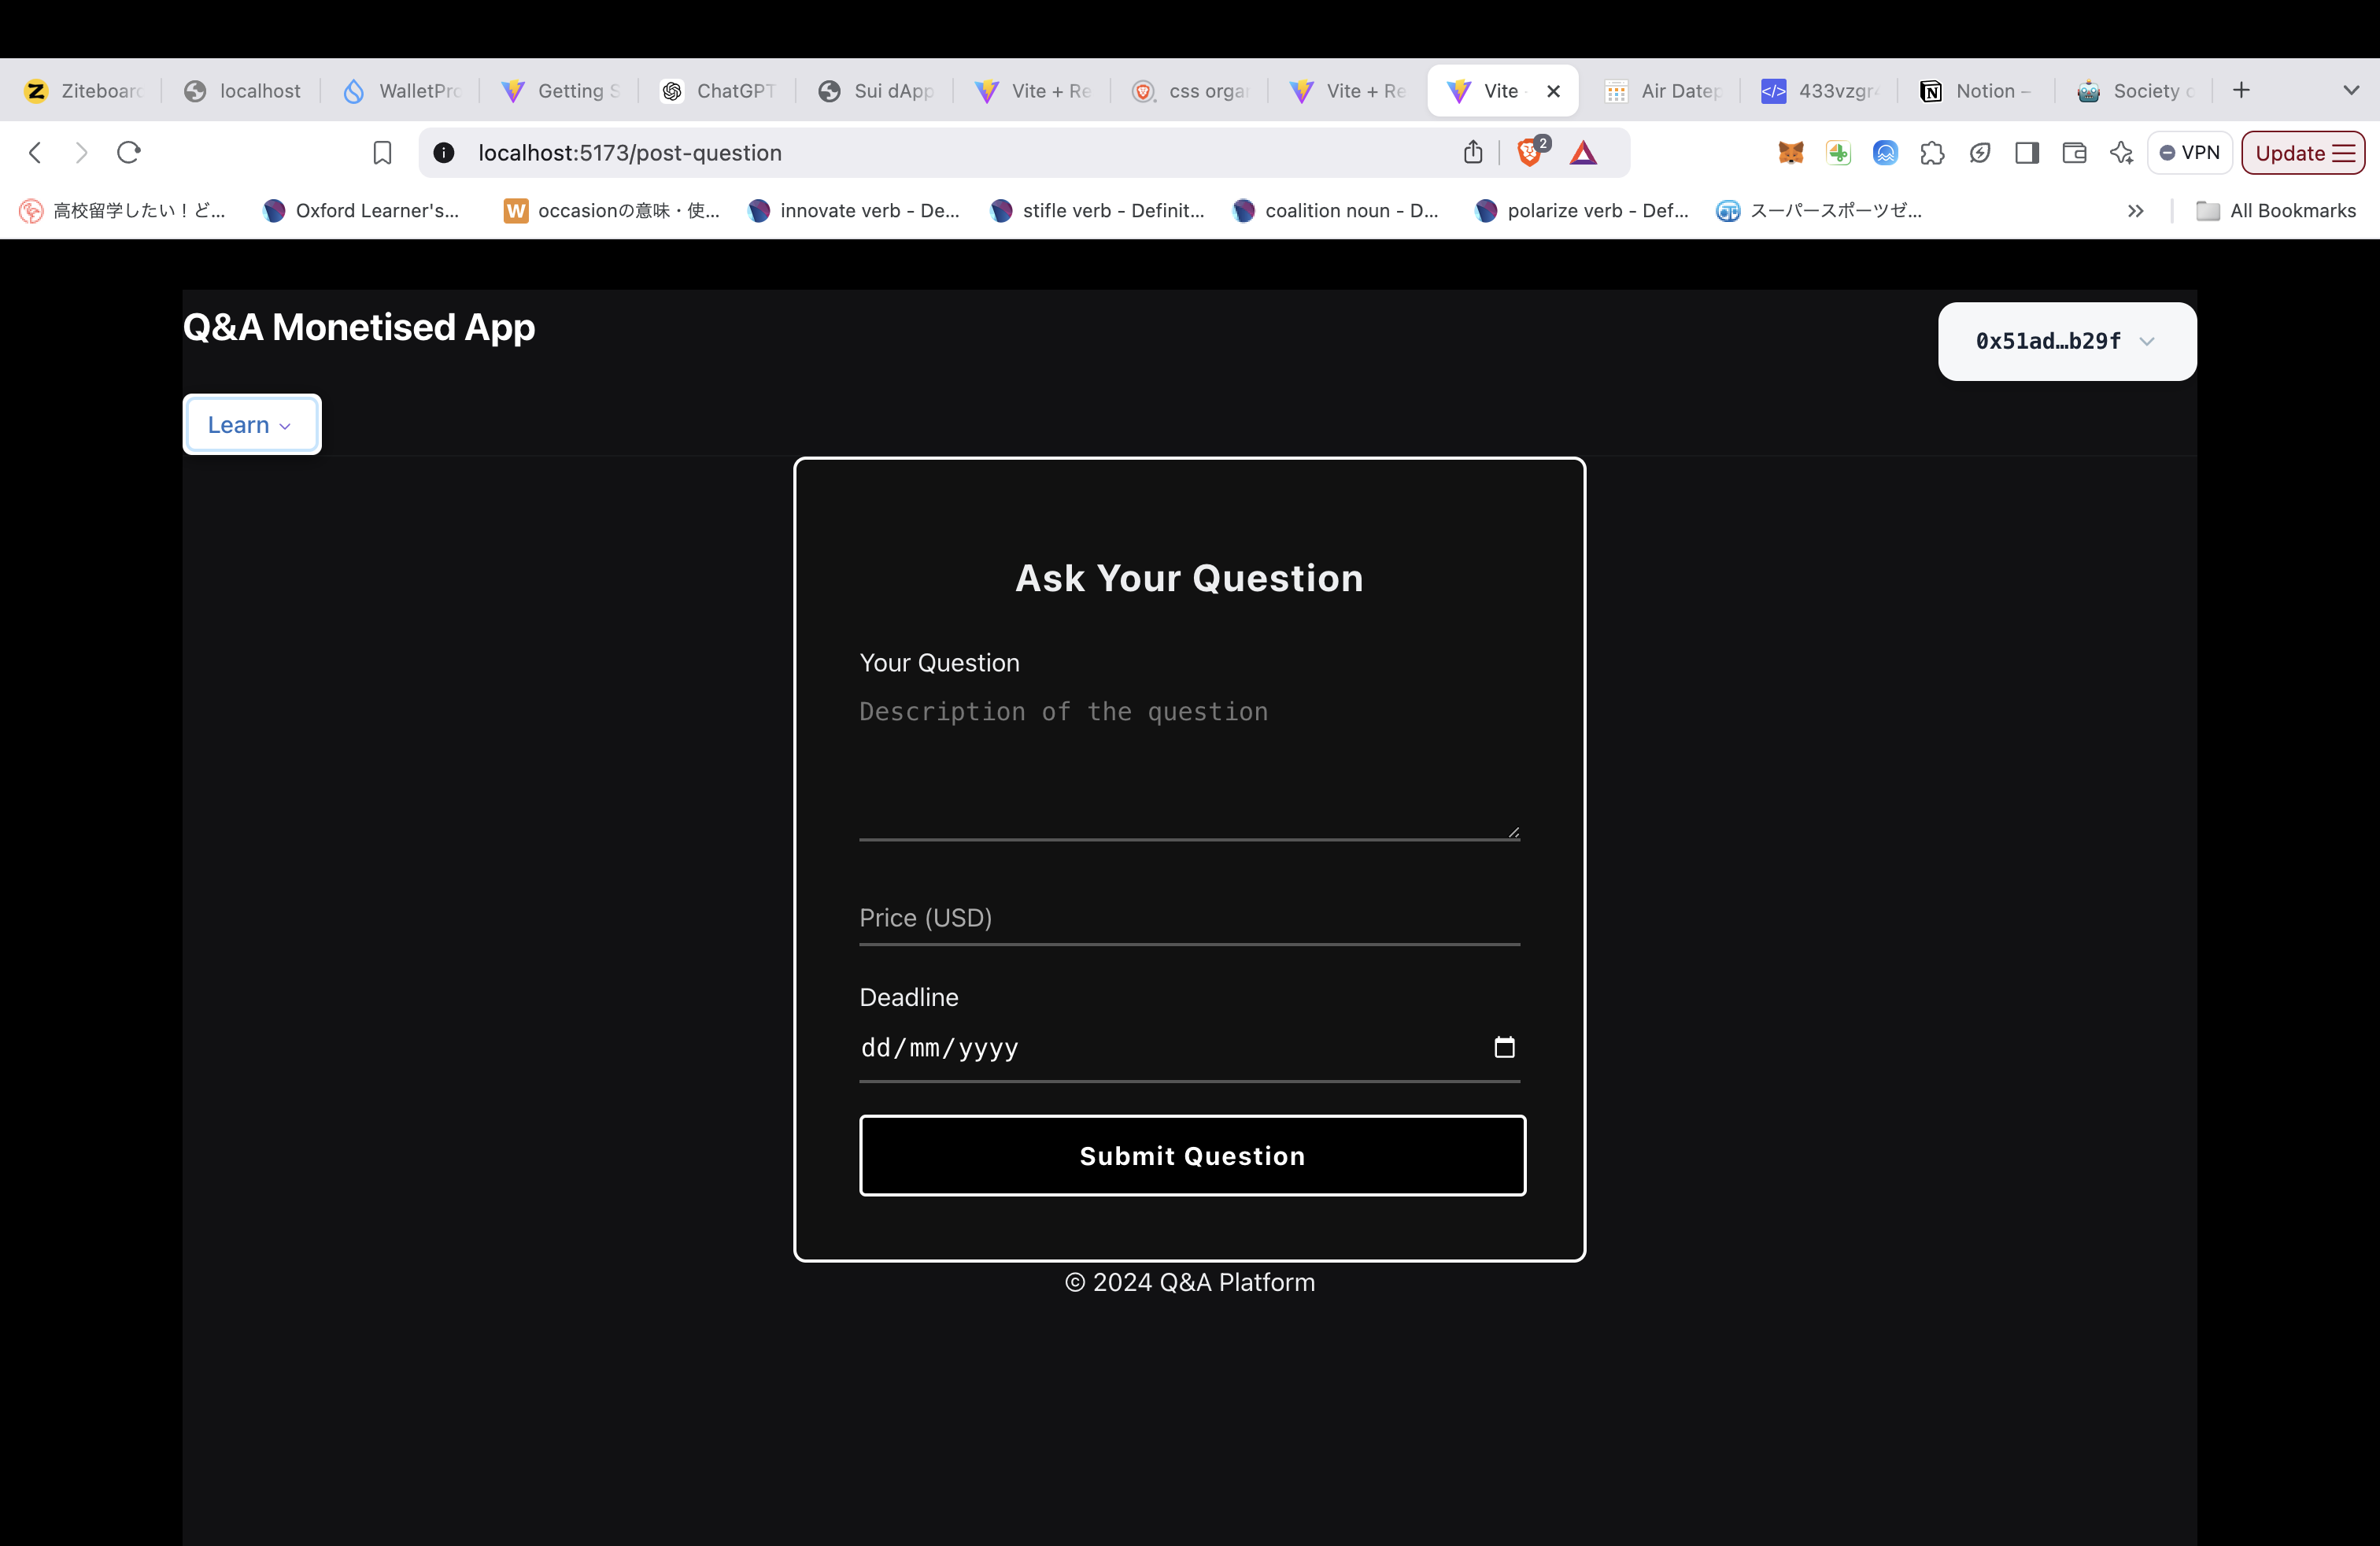 Ziteboard
localhost
WalletPro
Getting S
ChatGPT
Sui dApp
Vite + Re
css organ
Vite + Re
Vite
Air Datep
433vzgr
Notion –
Society o
localhost:5173/post-question
2
VPN
Update
高校留学したい！ど...
Oxford Learner's...
occasionの意味・使...
innovate verb - De...
stifle verb - Definit...
coalition noun - D...
polarize verb - Def...
スーパースポーツゼ...
All Bookmarks
Q&A Monetised App
0x51ad…b29f
Learn
Ask Your Question
Your Question
Description of the question
Price (USD)
Deadline
dd/mm/yyyy
Submit Question
© 2024 Q&A Platform